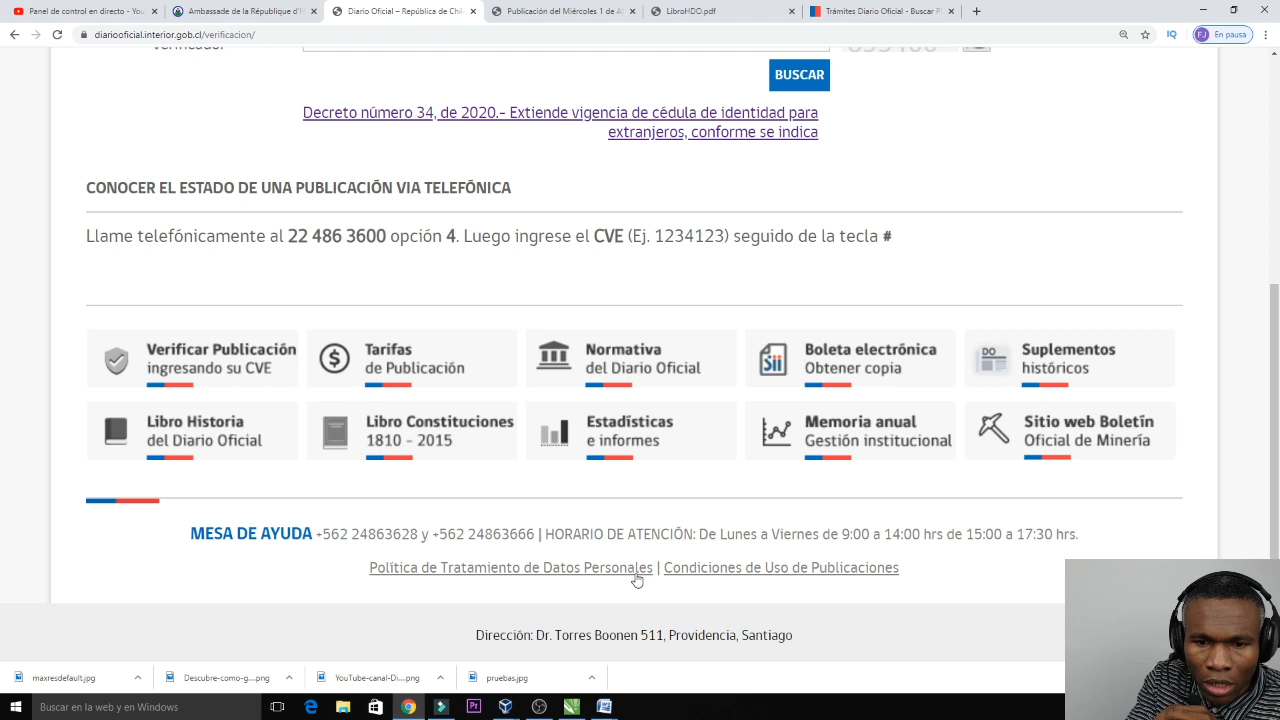 Panel de control en directo - YouT
Ambassade de la République d'H
Diario Oficial – República de Chile
Publicación del Miércoles 1 de A
LibroHDO.pdf
Trámites Diario Oficial - Buscar P
diariooficial.interior.gob.cl/verificacion/
FJ En pausa
BUSCAR
Decreto número 34, de 2020.- Extiende vigencia de cédula de identidad para
extranjeros, conforme se indica
CONOCER EL ESTADO DE UNA PUBLICACIÓN VIA TELEFÓNICA
Llame telefónicamente al 22 486 3600 opción 4. Luego ingrese el CVE (Ej. 1234123) seguido de la tecla #
Verificar Publicación
ingresando su CVE
Tarifas
de Publicación
Normativa
del Diario Oficial
Sii
Boleta electrónica
Obtener copia
DO
Suplementos
históricos
Libro Historia
del Diario Oficial
Libro Constituciones
1810 - 2015
Estadísticas
e informes
Memoria anual
Gestión institucional
Sitio web Boletín
Oficial de Minería
MESA DE AYUDA +562 24863628 y +562 24863666 | HORARIO DE ATENCIÓN: De Lunes a Viernes de 9:00 a 14:00 hrs de 15:00 a 17:30 hrs.
Política de Tratamiento de Datos Personales | Condiciones de Uso de Publicaciones
Dirección: Dr. Torres Boonen 511, Providencia, Santiago
maxresdefault.jpg
Descubre-como-g....png
YouTube-canal-Di....png
pruebas.jpg
Buscar en la web y en Windows